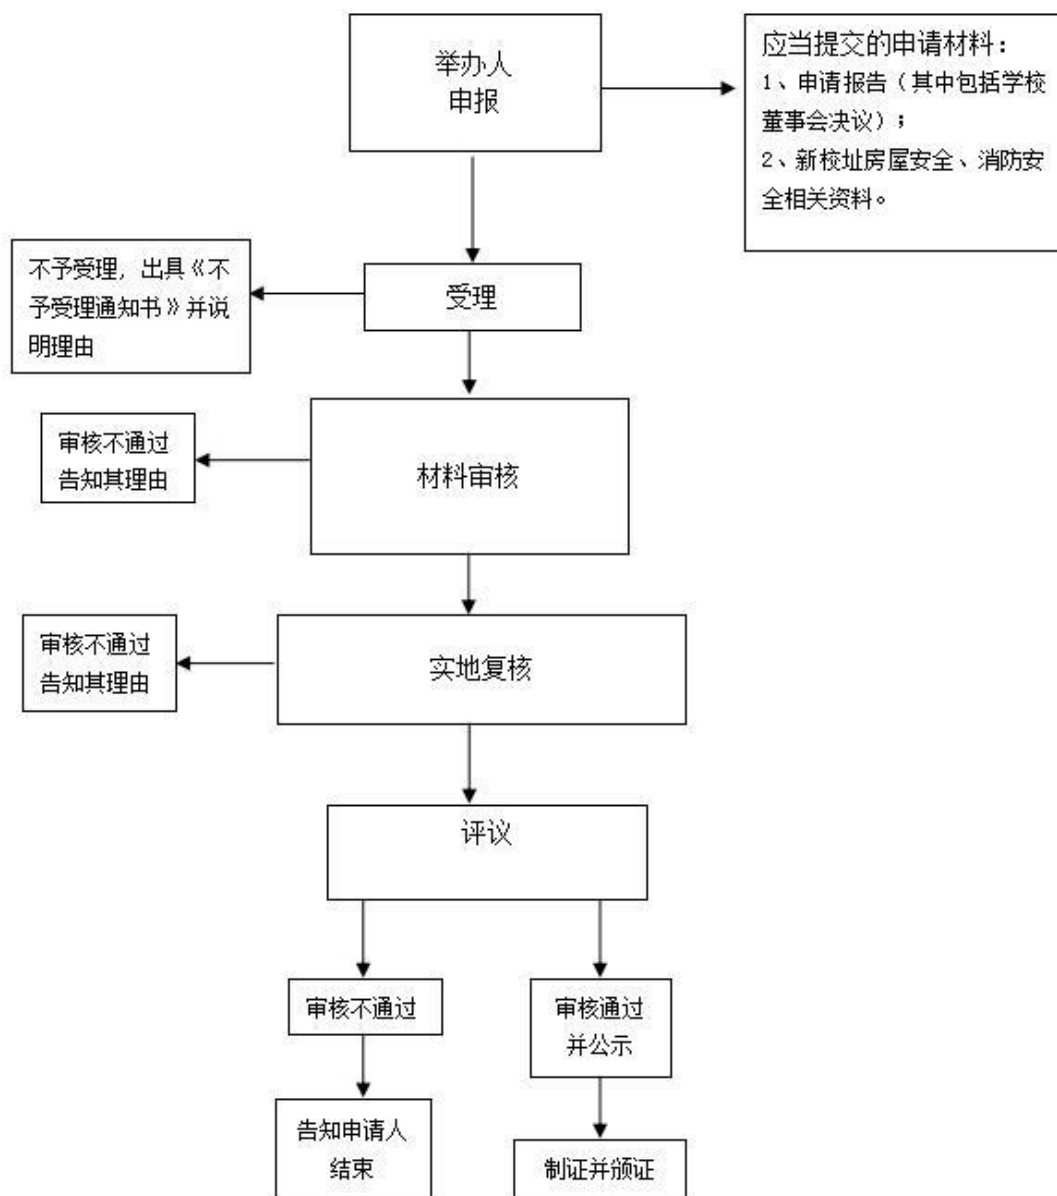 举办人
申报
应当提交的申请材料：
1、申请报告（其中包括学校
董事会决议）；
2、新校址房屋安全、消防安
全相关资料。
不予受理，出具《不
予受理通知书》并说
明理由
受理
审核不通过
告知其理由
材料审核
审核不通过
告知其理由
实地复核
评议
审核不通过
审核通过
并公示
告知申请人
结束
制证并颁证